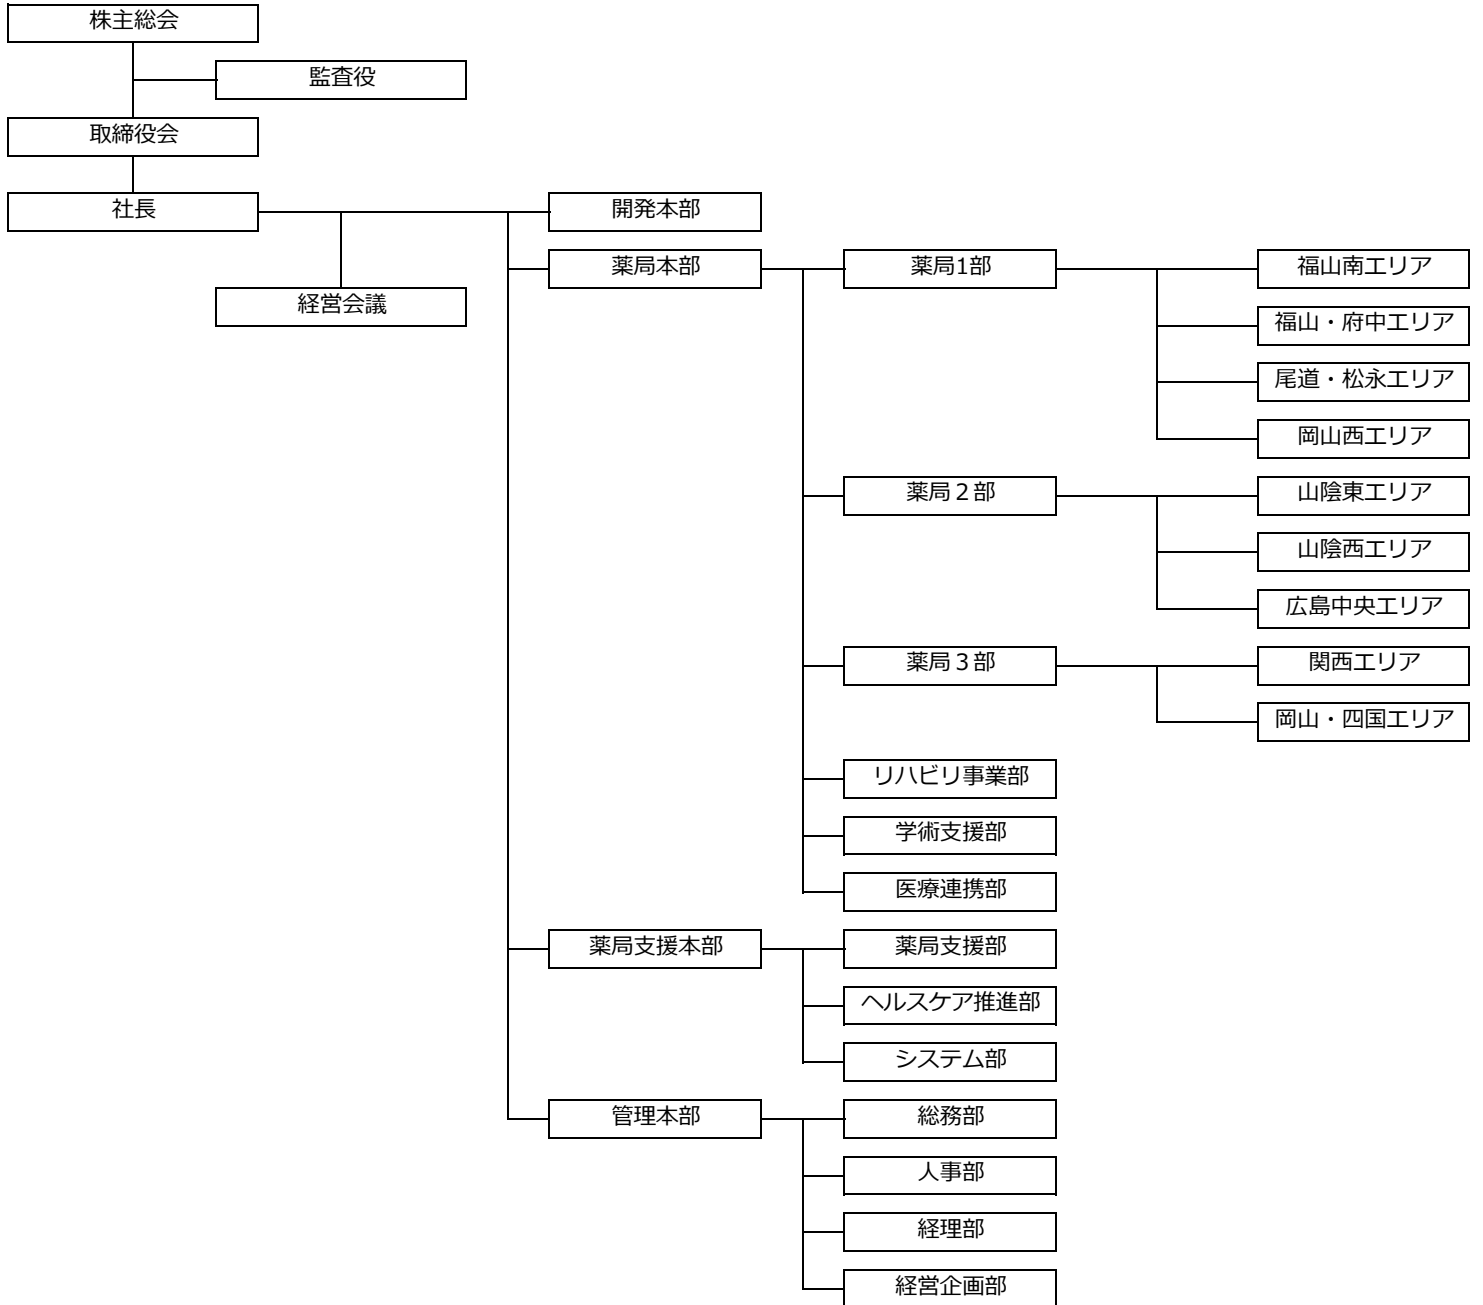 株主総会
監査役
取締役会
社長
開発本部
薬局本部
薬局1部
福山南エリア
経営会議
福山・府中エリア
尾道・松永エリア
岡山西エリア
薬局２部
山陰東エリア
山陰西エリア
広島中央エリア
薬局３部
関西エリア
岡山・四国エリア
リハビリ事業部
学術支援部
医療連携部
薬局支援本部
薬局支援部
ヘルスケア推進部
システム部
管理本部
総務部
人事部
経理部
経営企画部